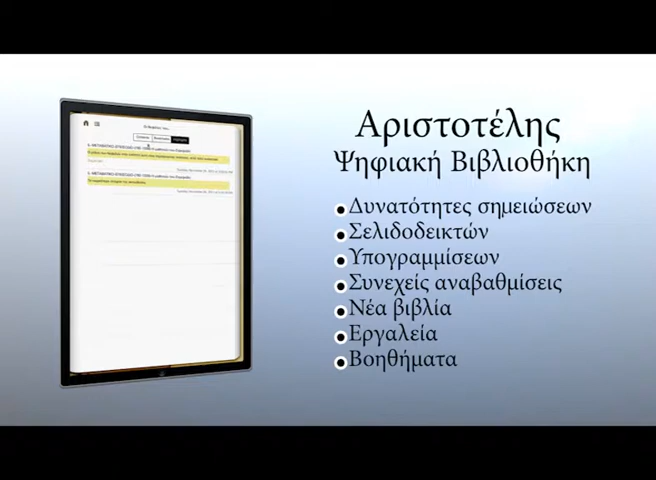 Αριστοτέλης
Ψηφιακή Βιβλιοθήκη
Δυνατότητες σημειώσεων
Σελιδοδεικτών
Υπογραμμίσεων
Συνεχείς αναβαθμίσεις
Νέα βιβλία
Εργαλεία
Βοηθήματα